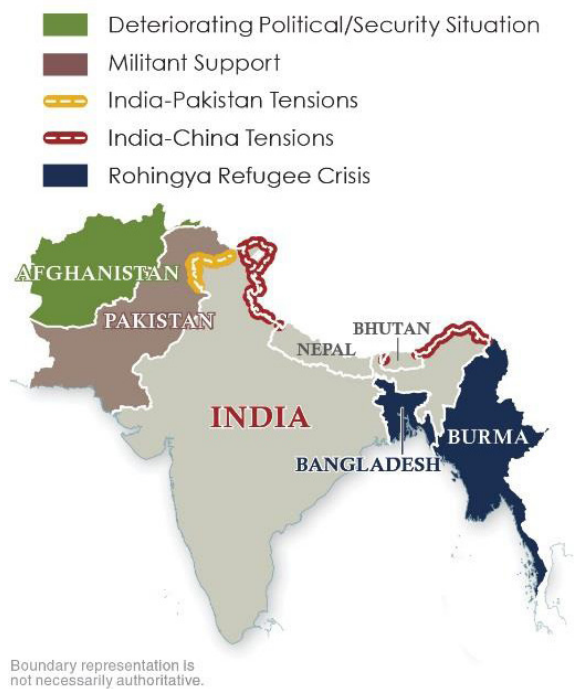 Deteriorating Political/Security Situation
Militant Support
India-Pakistan Tensions
India-China Tensions
Rohingya Refugee Crisis
AFGHANISTAN
PAKISTAN
BHUTAN
NEPAL
INDIA
BURMA
BANGLADESH
Boundary representation is
not necessarily authoritative.